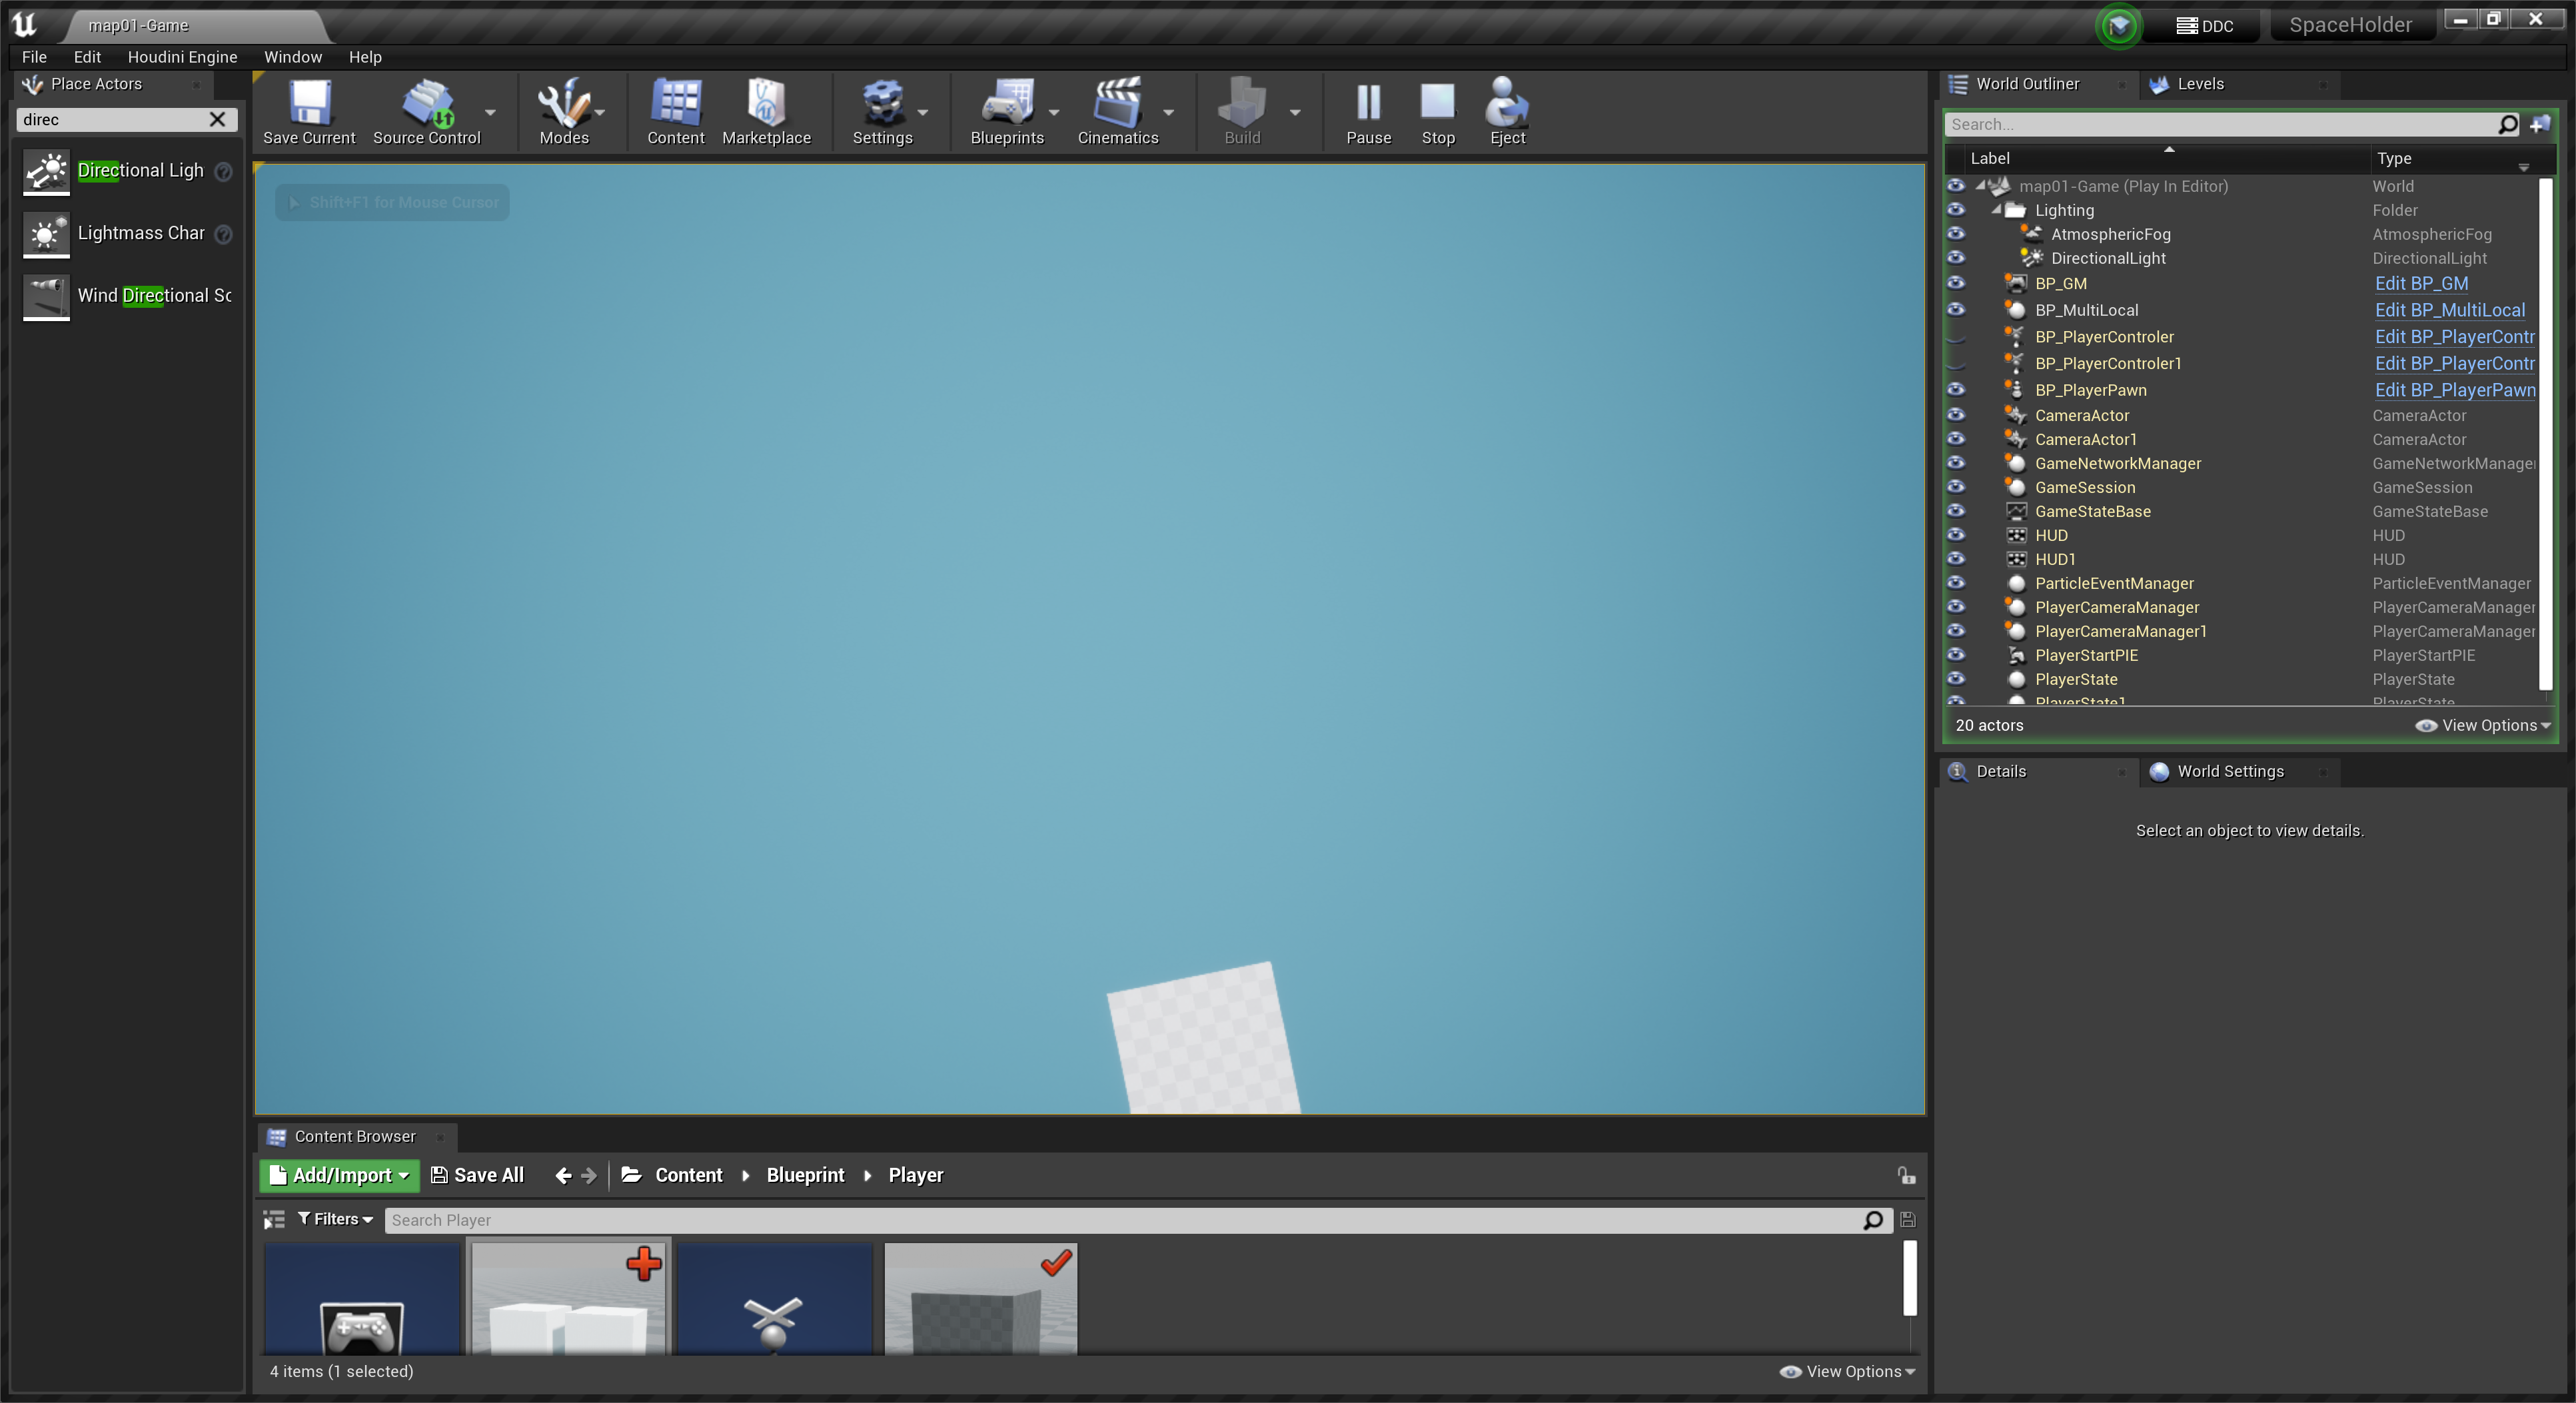 map01-Game
DDC
SpaceHolder
File Edit Houdini Engine Window Help
Place Actors
direc
Directional Ligh
Lightmass Char
Wind Directional Sc
Save Current
Source Control
Modes
Content
Marketplace
Settings
Blueprints
Cinematics
Build
Pause
Stop
Eject
Shift+F1 for Mouse Cursor
World Outliner
Levels
Search...
Label Type
map01-Game (Play In Editor) World
Lighting Folder
AtmosphericFog AtmosphericFog
DirectionalLight DirectionalLight
BP_GM Edit BP_GM
BP_MultiLocal Edit BP_MultiLocal
BP_PlayerControler Edit BP_PlayerContr
BP_PlayerControler1 Edit BP_PlayerContr
BP_PlayerPawn Edit BP_PlayerPawn
CameraActor CameraActor
CameraActor1 CameraActor
GameNetworkManager GameNetworkManager
GameSession GameSession
GameStateBase GameStateBase
HUD HUD
HUD1 HUD
ParticleEventManager ParticleEventManager
PlayerCameraManager PlayerCameraManager
PlayerCameraManager1 PlayerCameraManager
PlayerStartPIE PlayerStartPIE
PlayerState PlayerState
PlayerState1 PlayerState
20 actors View Options
Details
World Settings
Select an object to view details.
Content Browser
Add/Import Save All Content Blueprint Player
Filters Search Player
4 items (1 selected) View Options